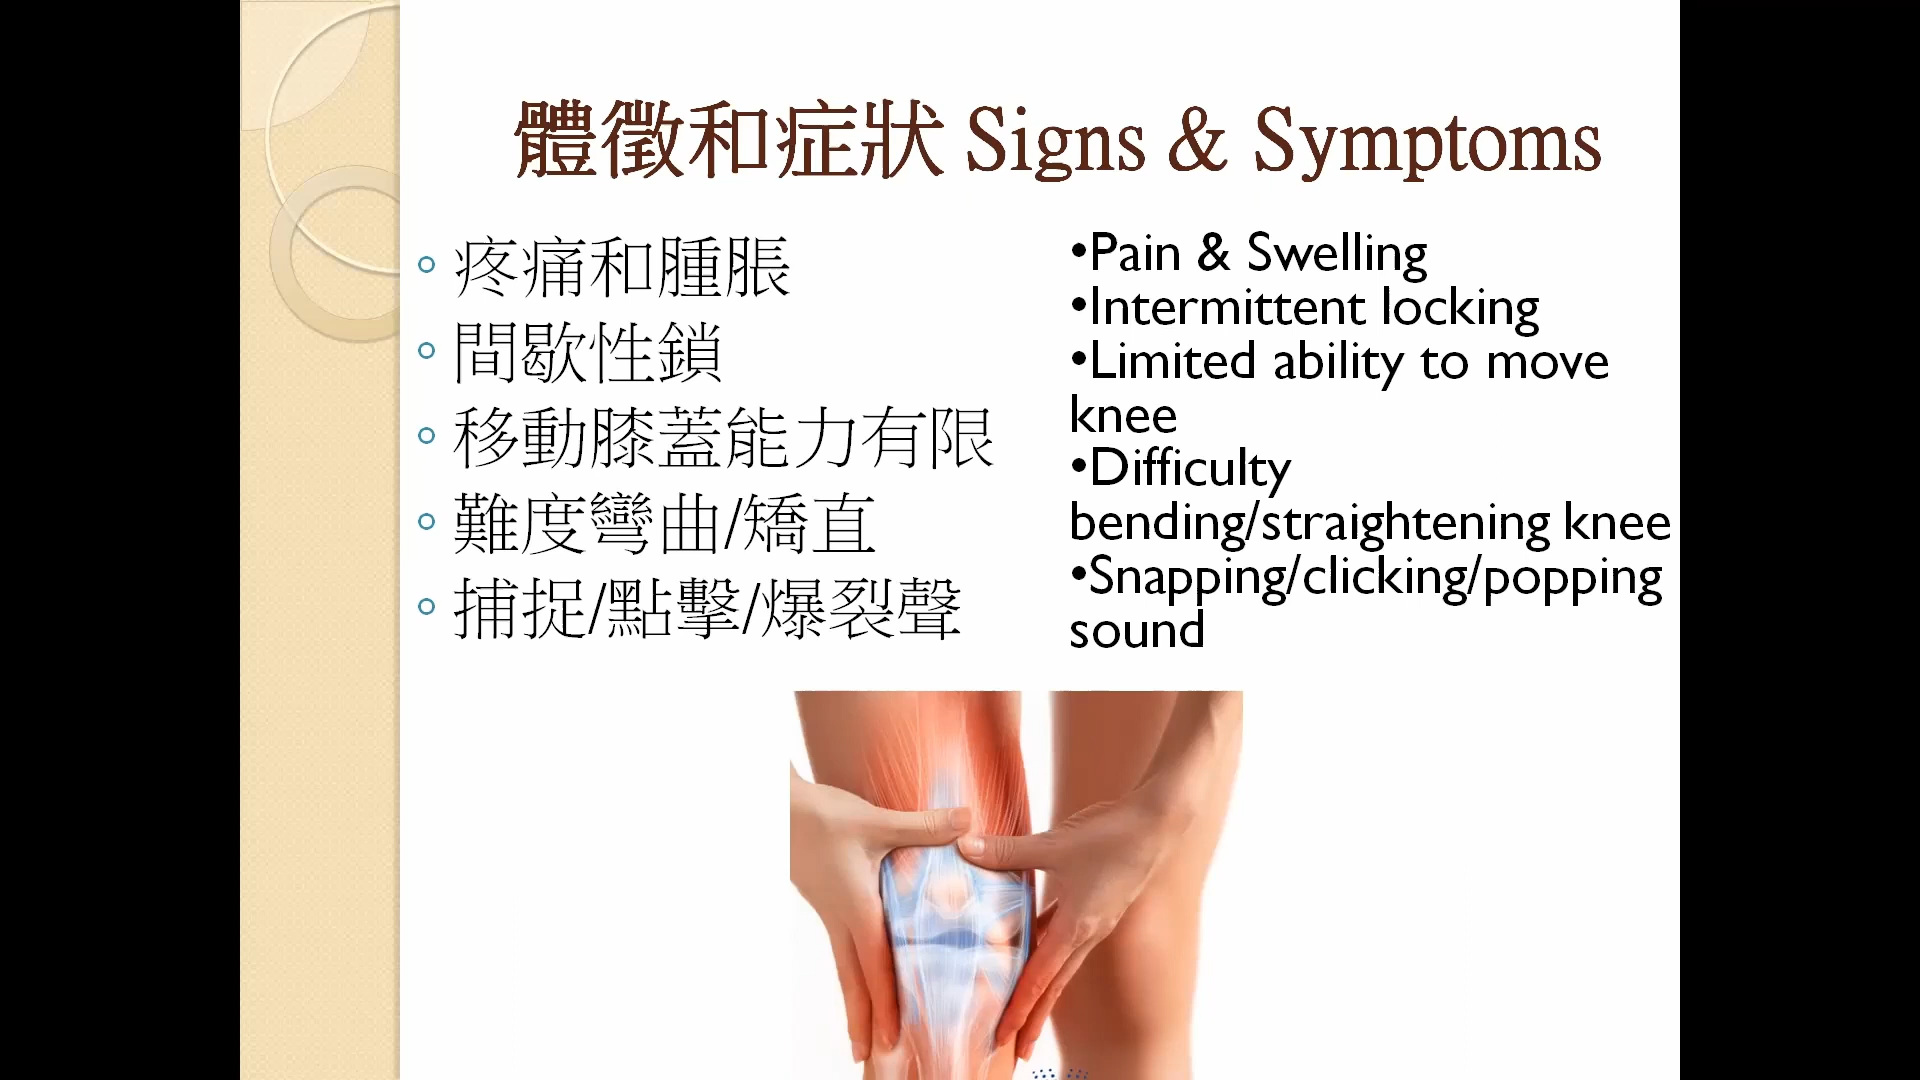 體徵和症狀 Signs & Symptoms
疼痛和腫脹
間歇性鎖
移動膝蓋能力有限
難度彎曲/矯直
捕捉/點擊/爆裂聲
•Pain & Swelling
•Intermittent locking
•Limited ability to move
knee
•Difficulty
bending/straightening knee
•Snapping/clicking/popping
sound